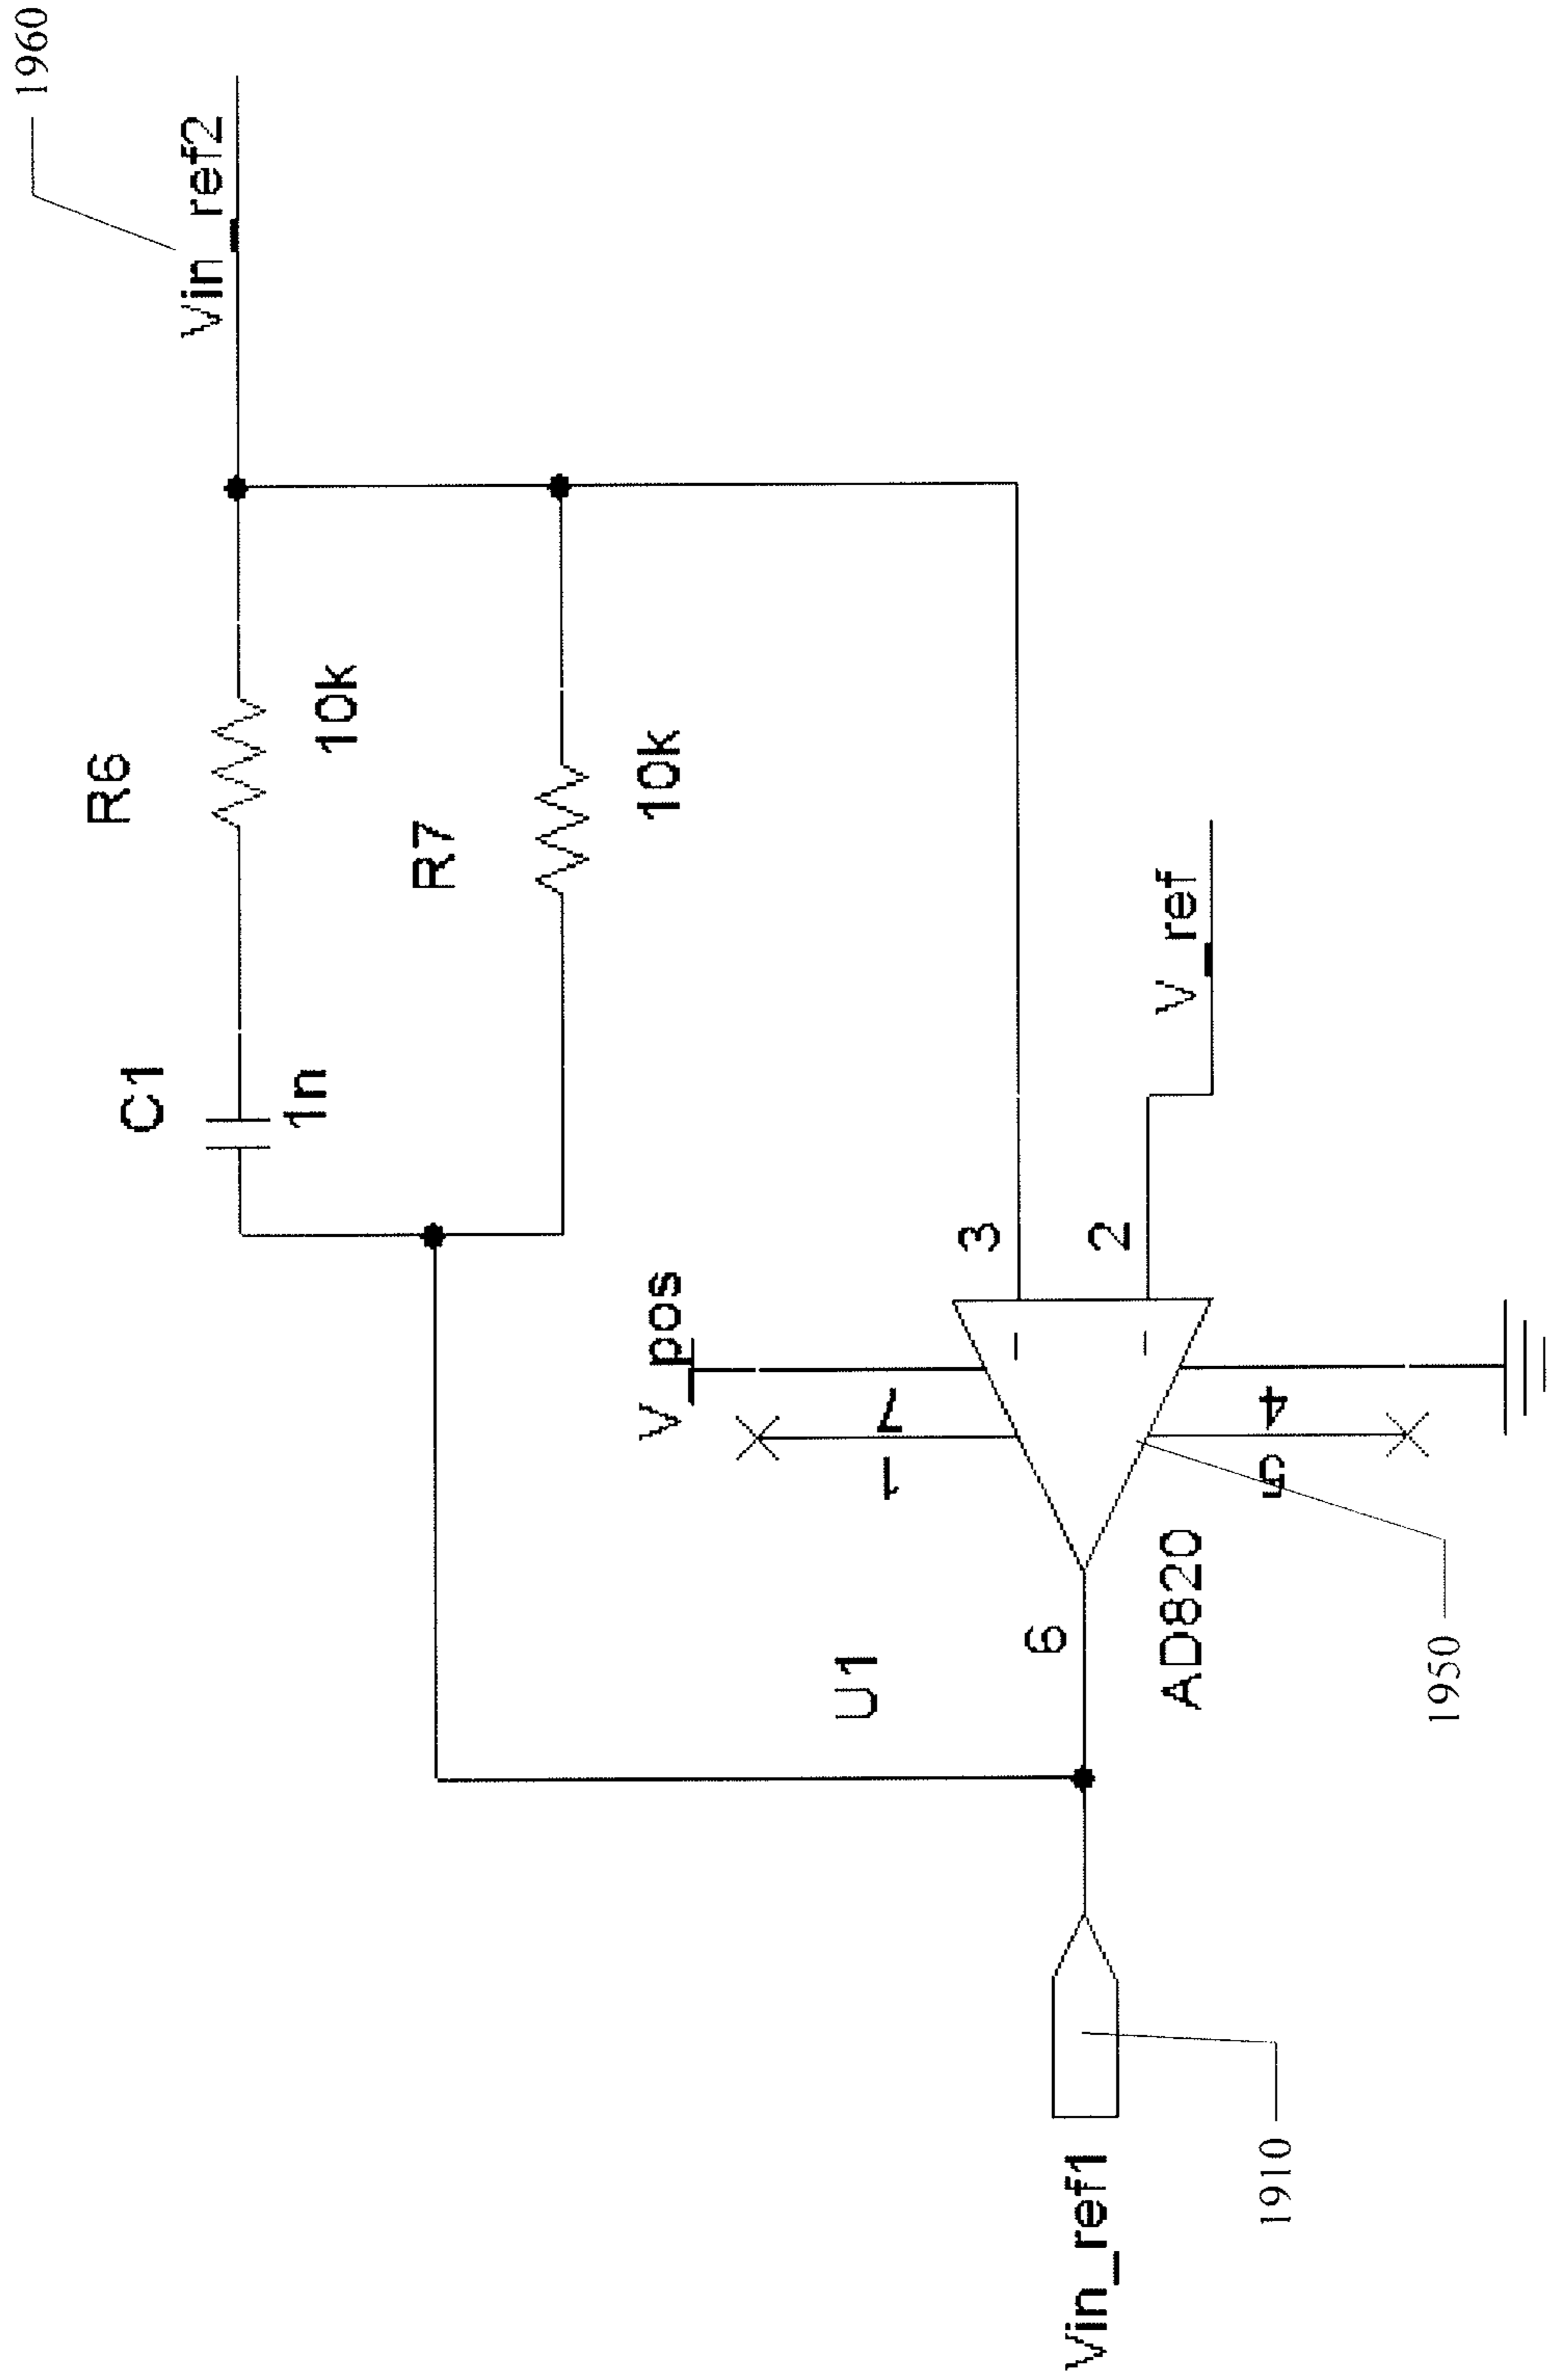 1960
Vin_ref2
R6
10k
C1
1n
R7
10k
V_pos
V_ref
3
2
7
1
4
5
6
U1
AD820
1950
Vin_ref1
1910